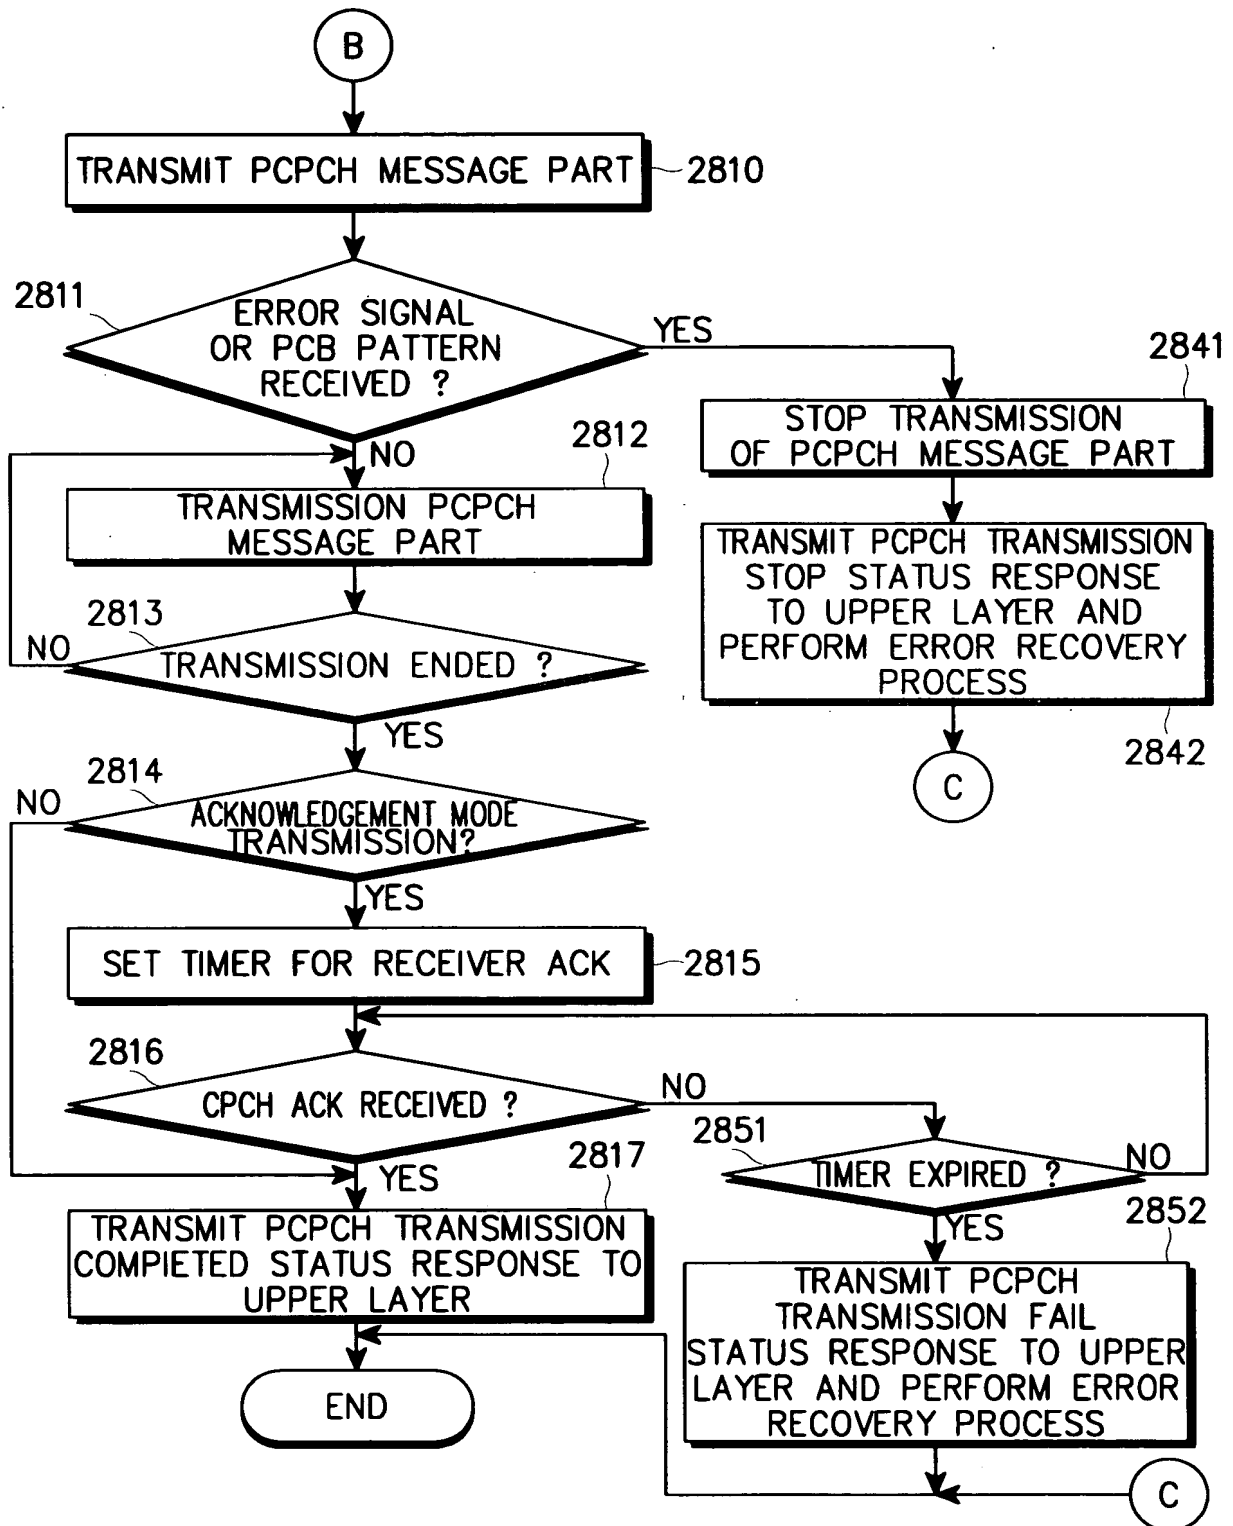 B
TRANSMIT PCPCH MESSAGE PART
2810
2811
ERROR SIGNAL
OR PCB PATTERN
RECEIVED ?
YES
2841
STOP TRANSMISSION
OF PCPCH MESSAGE PART
NO
2812
TRANSMISSION PCPCH
MESSAGE PART
TRANSMIT PCPCH TRANSMISSION
STOP STATUS RESPONSE
TO UPPER LAYER AND
PERFORM ERROR RECOVERY
PROCESS
2842
C
2813
NO
TRANSMISSION ENDED ?
YES
2814
NO
ACKNOWLEDGEMENT MODE
TRANSMISSION?
YES
SET TIMER FOR RECEIVER ACK
2815
2816
CPCH ACK RECEIVED ?
NO
2851
TIMER EXPIRED ?
NO
YES
2817
YES
2852
TRANSMIT PCPCH TRANSMISSION
COMPIETED STATUS RESPONSE TO
UPPER LAYER
TRANSMIT PCPCH
TRANSMISSION FAIL
STATUS RESPONSE TO UPPER
LAYER AND PERFORM ERROR
RECOVERY PROCESS
END
C